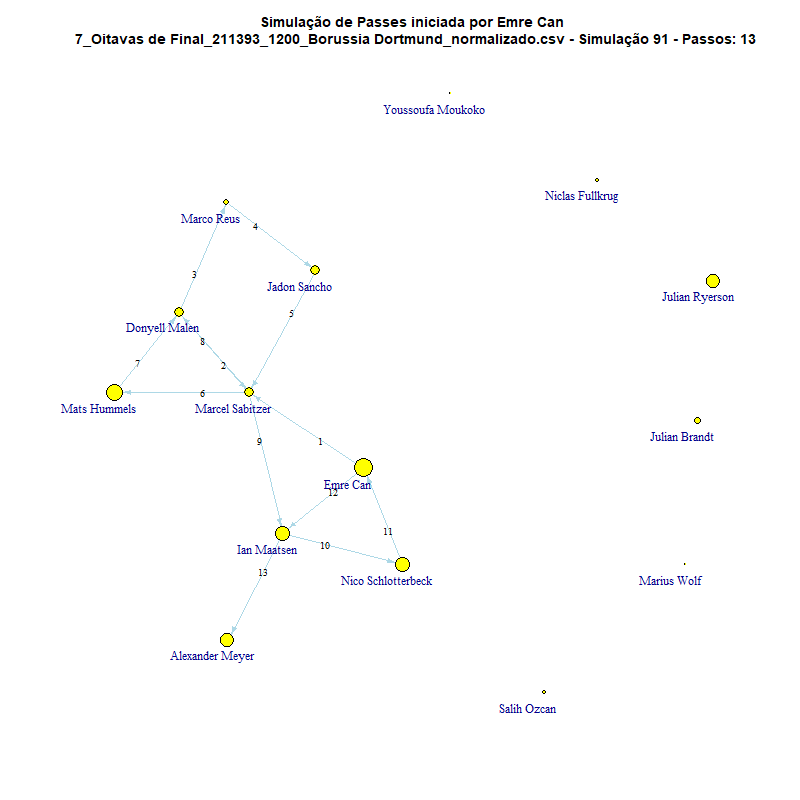 Simulação de Passes iniciada por Emre Can
7_Oitavas de Final_211393_1200_Borussia Dortmund_normalizado.csv - Simulação 91 - Passos: 13
Youssoufa Moukoko
Niclas Fullkrug
Marco Reus
4
3
Jadon Sancho
Julian Ryerson
5
Donyell Malen
8
7
2
6
Mats Hummels
Marcel Sabitzer
9
1
Julian Brandt
Emre Can
12
11
10
Ian Maatsen
13
Nico Schlotterbeck
Marius Wolf
Alexander Meyer
Salih Ozcan